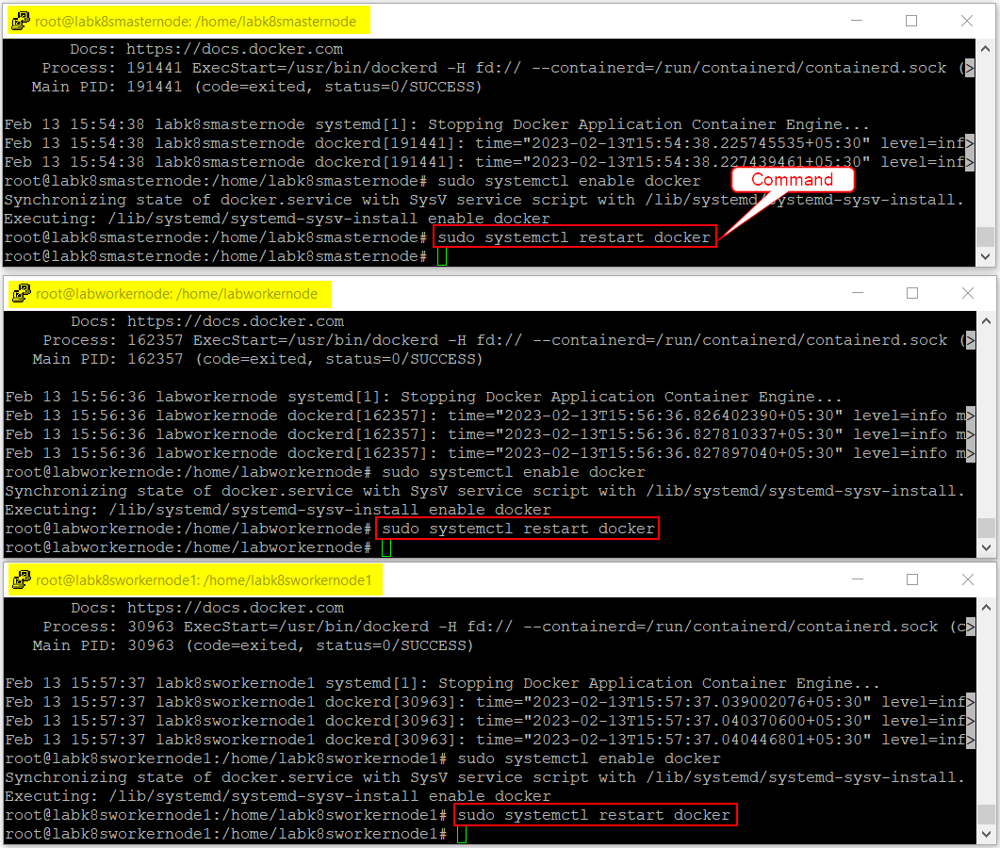 root@labk8smasternode: /home/labk8smasternode
Docs: https://docs.docker.com
Process: 191441 ExecStart=/usr/bin/dockerd -H fd:// --containerd=/run/containerd/containerd.sock (>
Main PID: 191441 (code=exited, status=0/SUCCESS)
Feb 13 15:54:38 labk8smasternode systemd[1]: Stopping Docker Application Container Engine...
Feb 13 15:54:38 labk8smasternode dockerd[191441]: time="2023-02-13T15:54:38.225745535+05:30" level=inf>
Feb 13 15:54:38 labk8smasternode dockerd[191441]: time="2023-02-13T15:54:38.227439461+05:30" level=inf>
root@labk8smasternode:/home/labk8smasternode# sudo systemctl enable docker
Command
Synchronizing state of docker.service with SysV service script with /lib/systemd/systemd-sysv-install.
Executing: /lib/systemd/systemd-sysv-install enable docker
root@labk8smasternode:/home/labk8smasternode# sudo systemctl restart docker
root@labk8smasternode:/home/labk8smasternode#
root@labworkernode: /home/labworkernode
Docs: https://docs.docker.com
Process: 162357 ExecStart=/usr/bin/dockerd -H fd:// --containerd=/run/containerd/containerd.sock (>
Main PID: 162357 (code=exited, status=0/SUCCESS)
Feb 13 15:56:36 labworkernode systemd[1]: Stopping Docker Application Container Engine...
Feb 13 15:56:36 labworkernode dockerd[162357]: time="2023-02-13T15:56:36.826402390+05:30" level=info m>
Feb 13 15:56:36 labworkernode dockerd[162357]: time="2023-02-13T15:56:36.827810337+05:30" level=info m>
Feb 13 15:56:36 labworkernode dockerd[162357]: time="2023-02-13T15:56:36.827897040+05:30" level=info m>
root@labworkernode:/home/labworkernode# sudo systemctl enable docker
Synchronizing state of docker.service with SysV service script with /lib/systemd/systemd-sysv-install.
Executing: /lib/systemd/systemd-sysv-install enable docker
root@labworkernode:/home/labworkernode# sudo systemctl restart docker
root@labworkernode:/home/labworkernode#
root@labk8sworkernode1: /home/labk8sworkernode1
Docs: https://docs.docker.com
Process: 30963 ExecStart=/usr/bin/dockerd -H fd:// --containerd=/run/containerd/containerd.sock (c>
Main PID: 30963 (code=exited, status=0/SUCCESS)
Feb 13 15:57:37 labk8sworkernode1 systemd[1]: Stopping Docker Application Container Engine...
Feb 13 15:57:37 labk8sworkernode1 dockerd[30963]: time="2023-02-13T15:57:37.039002076+05:30" level=inf>
Feb 13 15:57:37 labk8sworkernode1 dockerd[30963]: time="2023-02-13T15:57:37.040370600+05:30" level=inf>
Feb 13 15:57:37 labk8sworkernode1 dockerd[30963]: time="2023-02-13T15:57:37.040446801+05:30" level=inf>
root@labk8sworkernode1:/home/labk8sworkernode1# sudo systemctl enable docker
Synchronizing state of docker.service with SysV service script with /lib/systemd/systemd-sysv-install.
Executing: /lib/systemd/systemd-sysv-install enable docker
root@labk8sworkernode1:/home/labk8sworkernode1# sudo systemctl restart docker
root@labk8sworkernode1:/home/labk8sworkernode1#